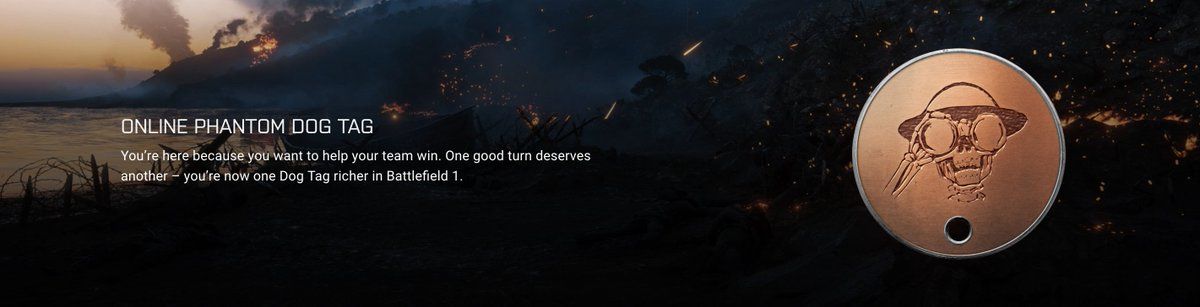 ONLINE PHANTOM DOG TAG
You’re here because you want to help your team win. One good turn deserves
another – you’re now one Dog Tag richer in Battlefield 1.